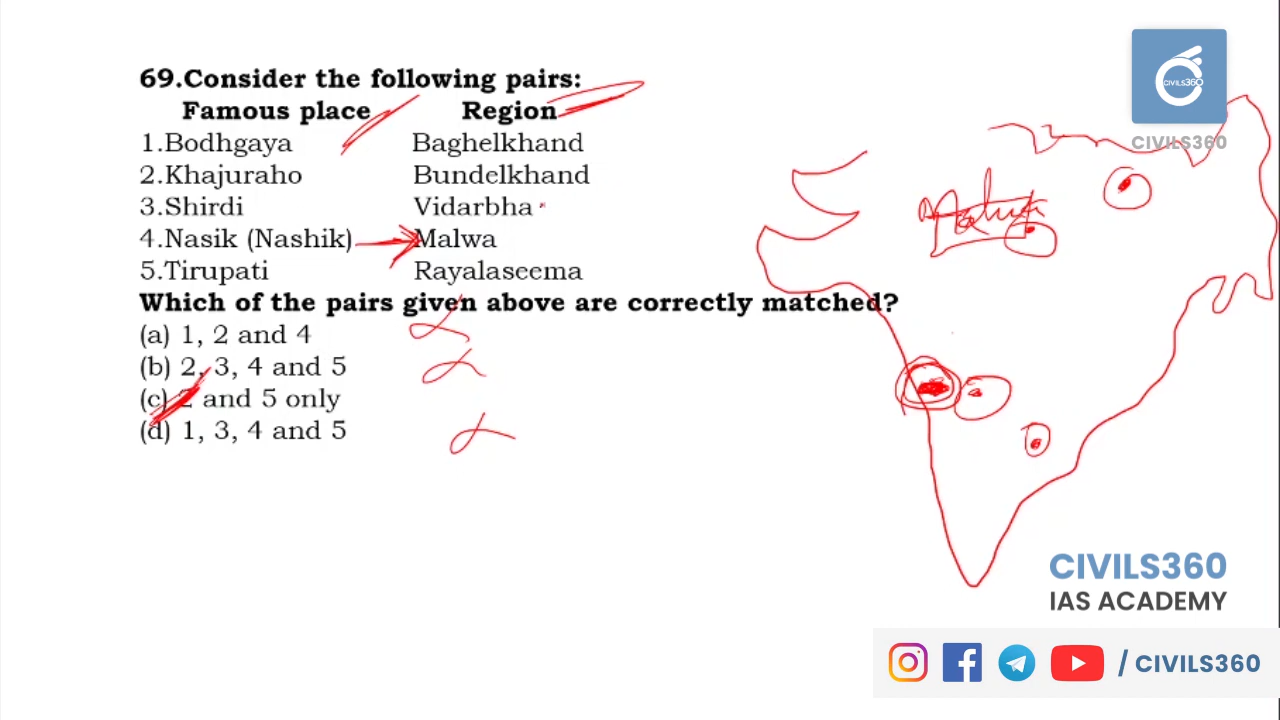 69.Consider the following pairs:
Famous place Region
1.Bodhgaya Baghelkhand
2.Khajuraho Bundelkhand
3.Shirdi Vidarbha
4.Nasik (Nashik) Malwa
5.Tirupati Rayalaseema
Which of the pairs given above are correctly matched?
(a) 1, 2 and 4
(b) 2, 3, 4 and 5
(c) 2 and 5 only
(d) 1, 3, 4 and 5
CIVILS360
CIVILS360
Malwa
CIVILS360
IAS ACADEMY
/ CIVILS360